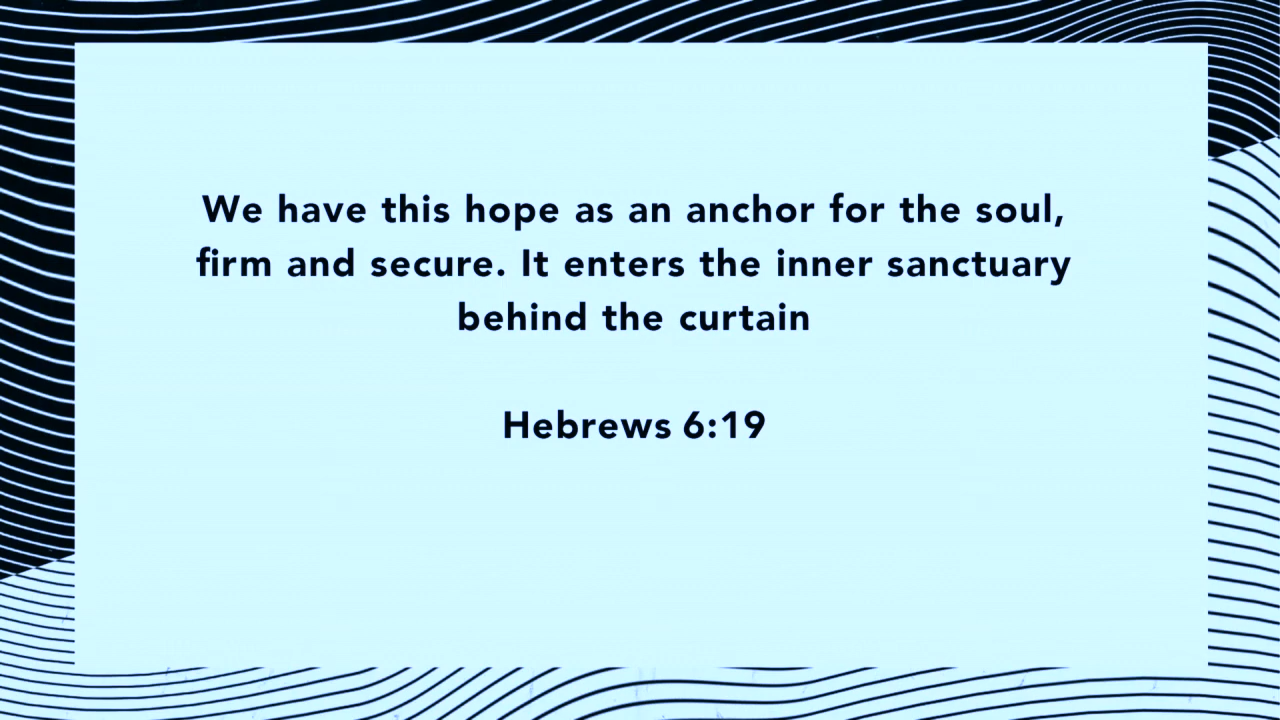 We have this hope as an anchor for the soul,
firm and secure. It enters the inner sanctuary
behind the curtain
Hebrews 6:19